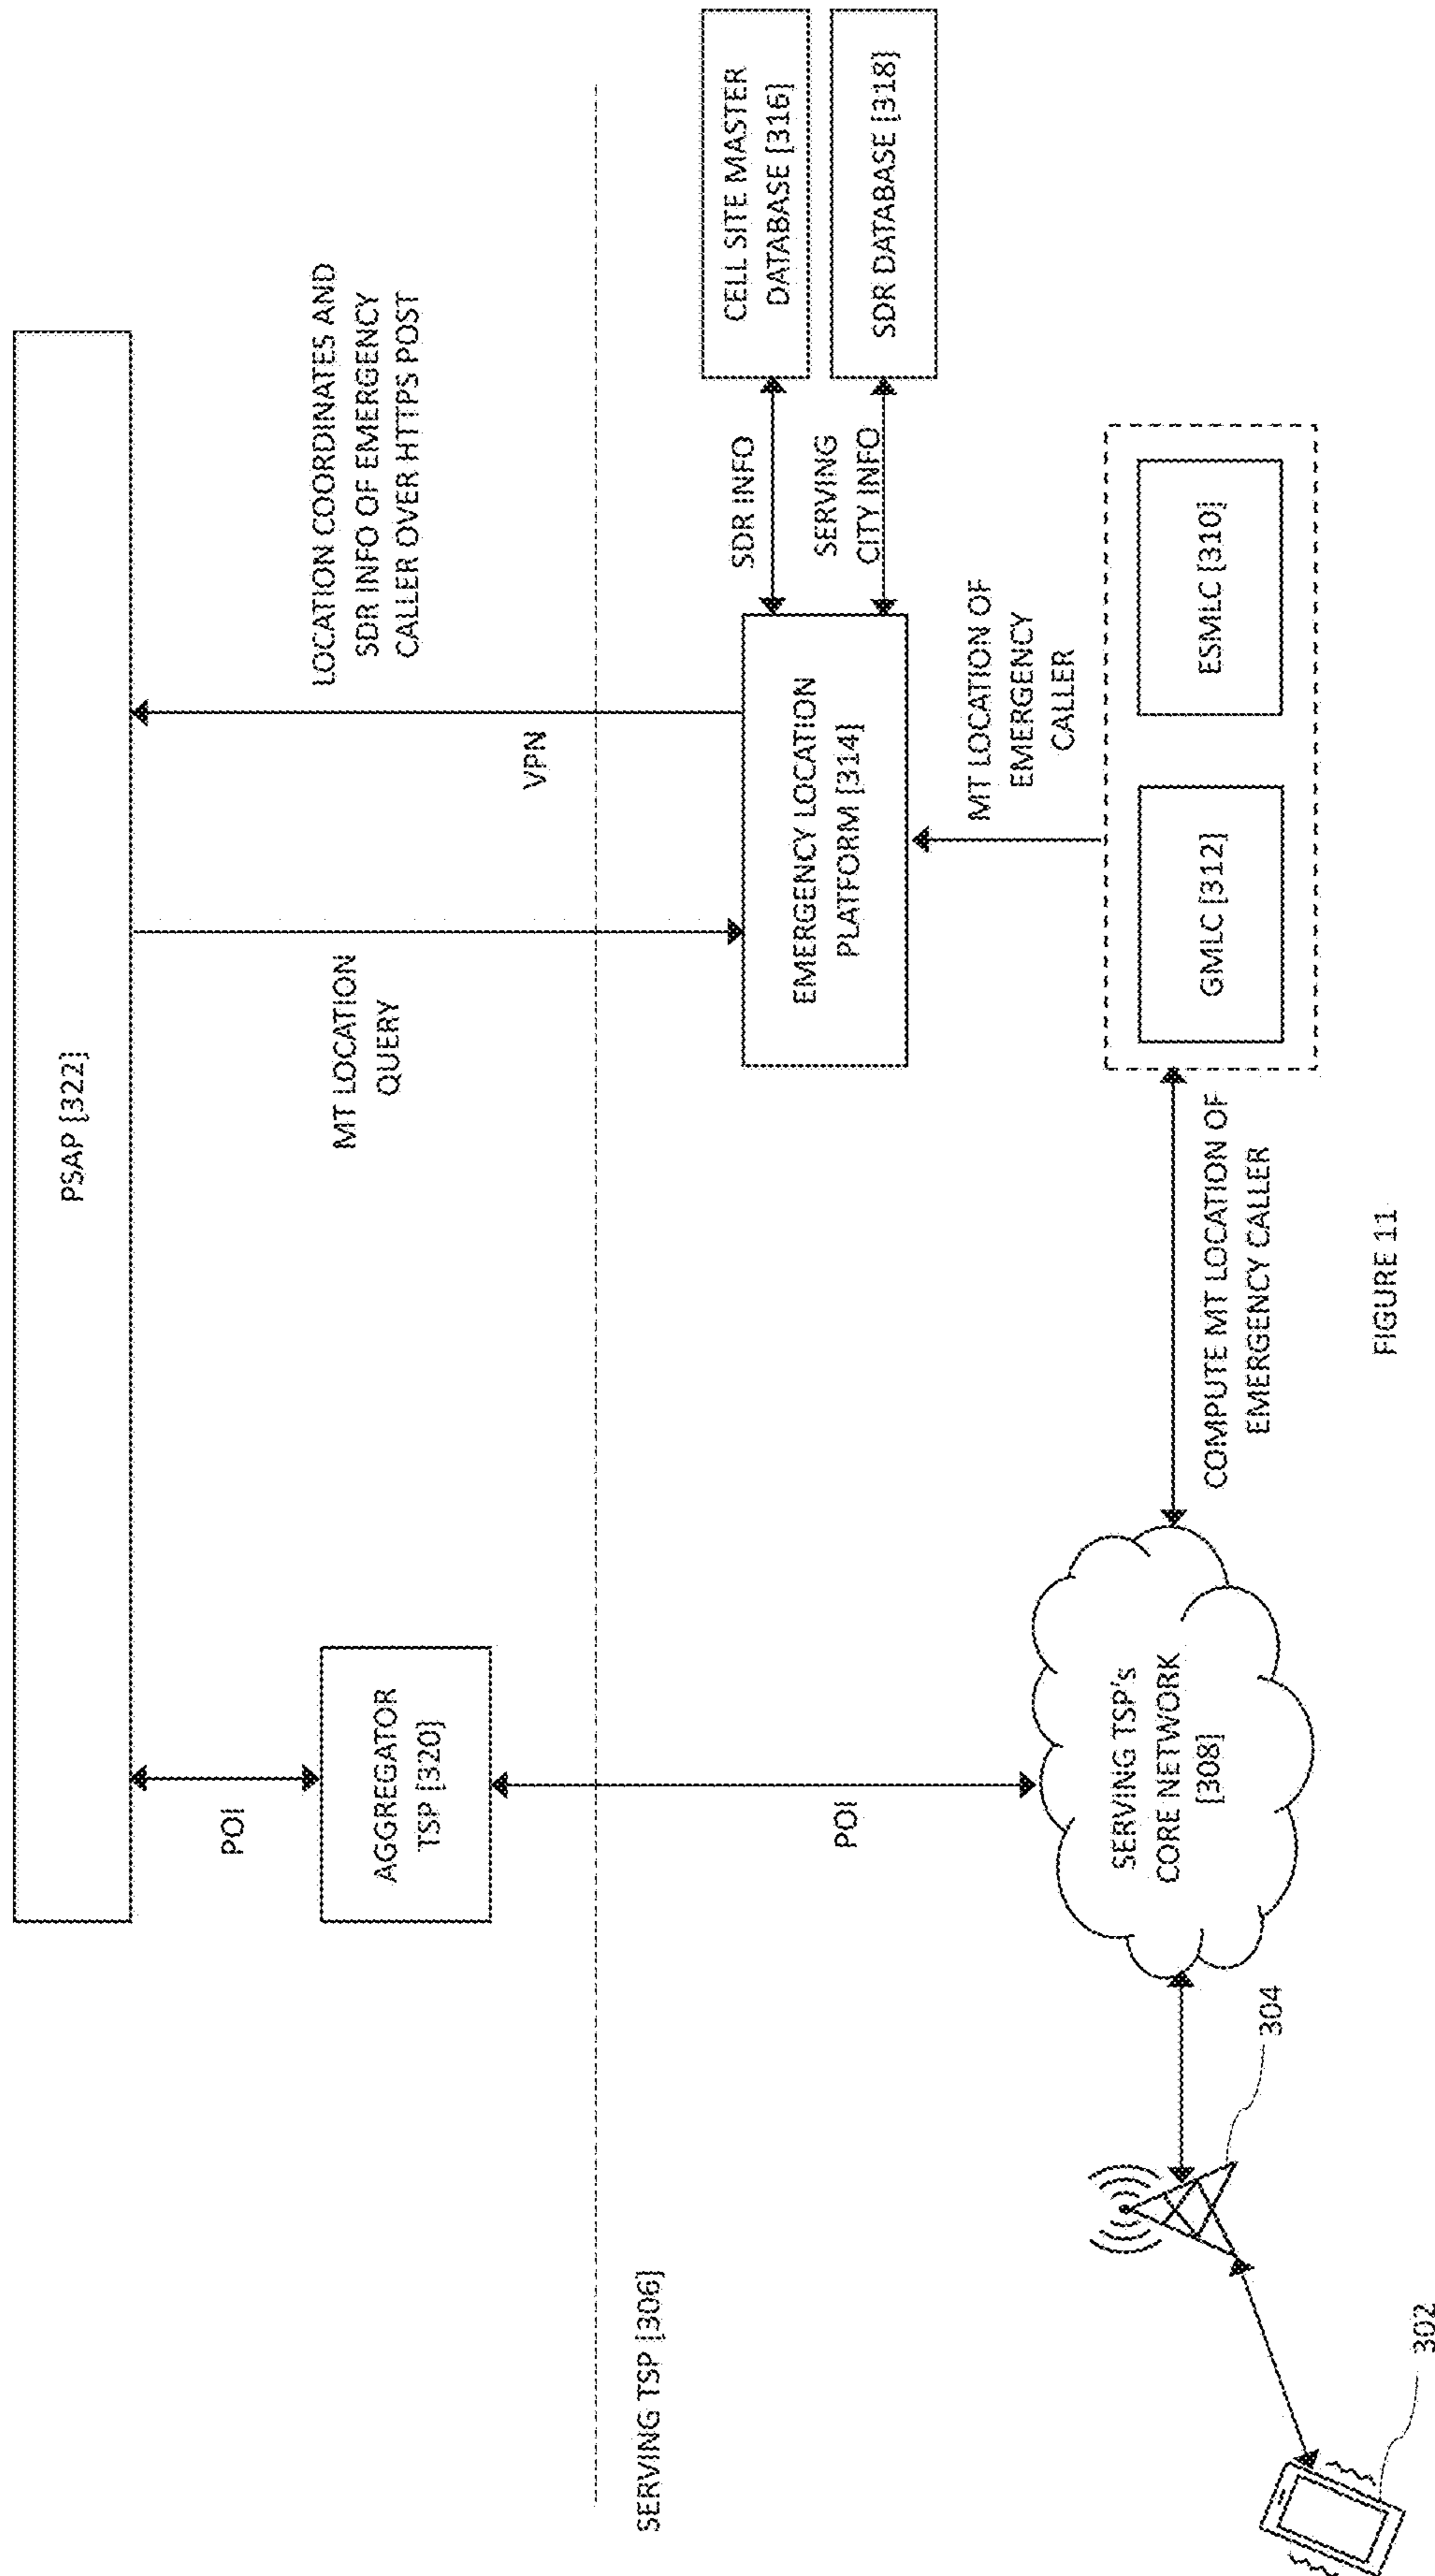 PSAP [322]
LOCATION COORDINATES AND
SDR INFO OF EMERGENCY
CALLER OVER HTTPS POST
MT LOCATION
QUERY
VPN
POI
AGGREGATOR
TSP [320]
SERVING TSP [306]
POI
EMERGENCY LOCATION
PLATFORM [314]
SDR INFO
SERVING
CITY INFO
CELL SITE MASTER
DATABASE [316]
SDR DATABASE [318]
MT LOCATION OF
EMERGENCY
CALLER
GMLC [312]
ESMLC [310]
COMPUTE MT LOCATION OF
EMERGENCY CALLER
SERVING TSP's
CORE NETWORK
[308]
304
302
FIGURE 11